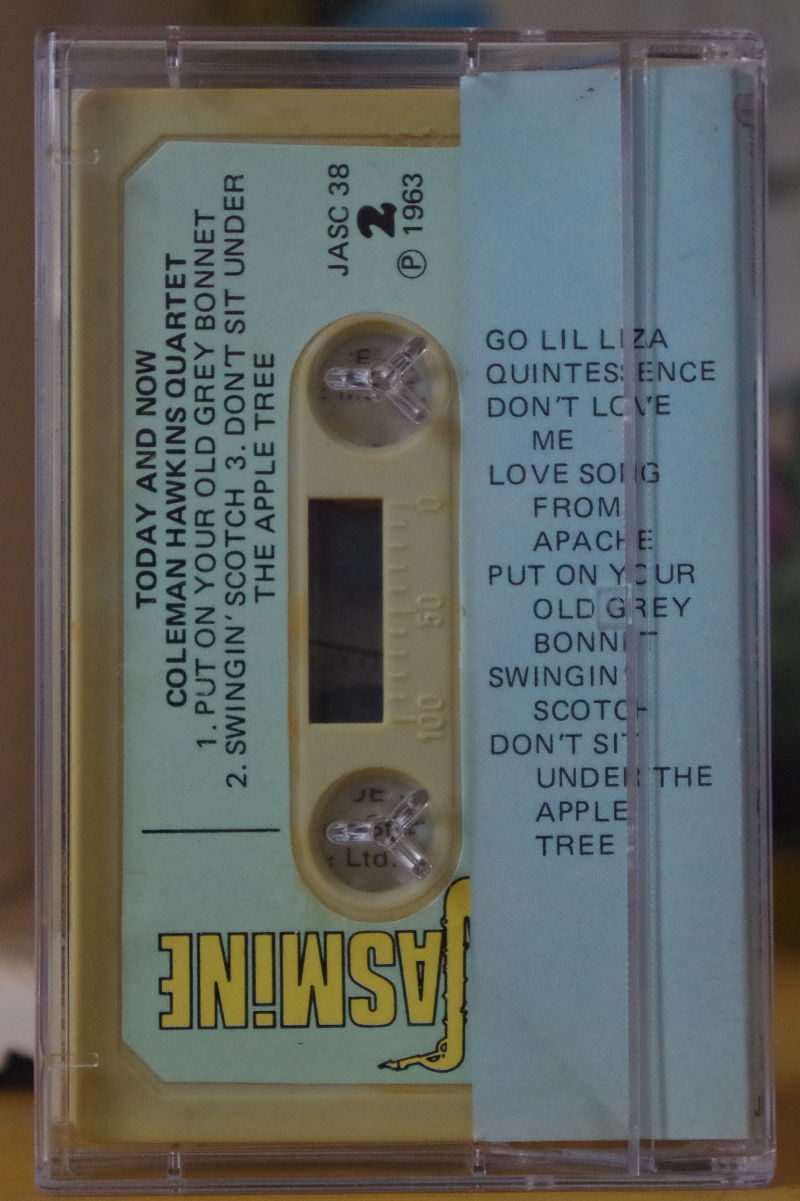 TODAY AND NOW
COLEMAN HAWKINS QUARTET
1. PUT ON YOUR OLD GREY BONNET
2. SWINGIN' SCOTCH 3. DON'T SIT UNDER
THE APPLE TREE
JASC 38
2
℗ 1963
0
50
100
Ltd.
JASMiNE
GO LIL LIZA
QUINTESSENCE
DON'T LOVE
ME
LOVE SONG
FROM
APACHE
PUT ON YOUR
OLD GREY
BONNET
SWINGIN'
SCOTCH
DON'T SIT
UNDER THE
APPLE
TREE